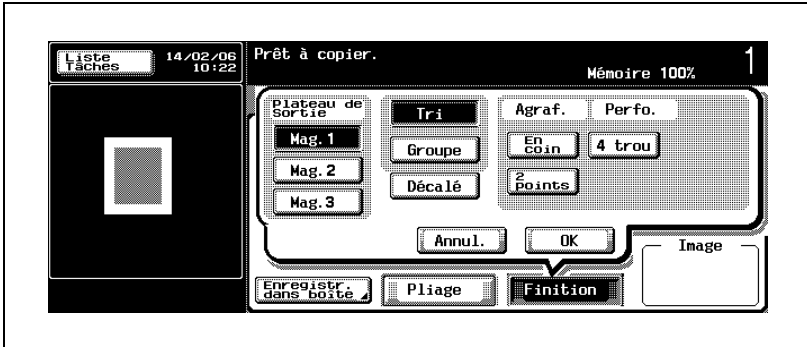 Liste
Tâches
14/02/06
10:22
Prêt à copier.
Mémoire 100%
1
Plateau de
Sortie
Mag.1
Mag.2
Mag.3
Tri
Groupe
Décalé
Agraf.
Perfo.
En
coin
4 trou
2
points
Annul.
OK
Image
Enregistr.
dans boîte
Pliage
Finition